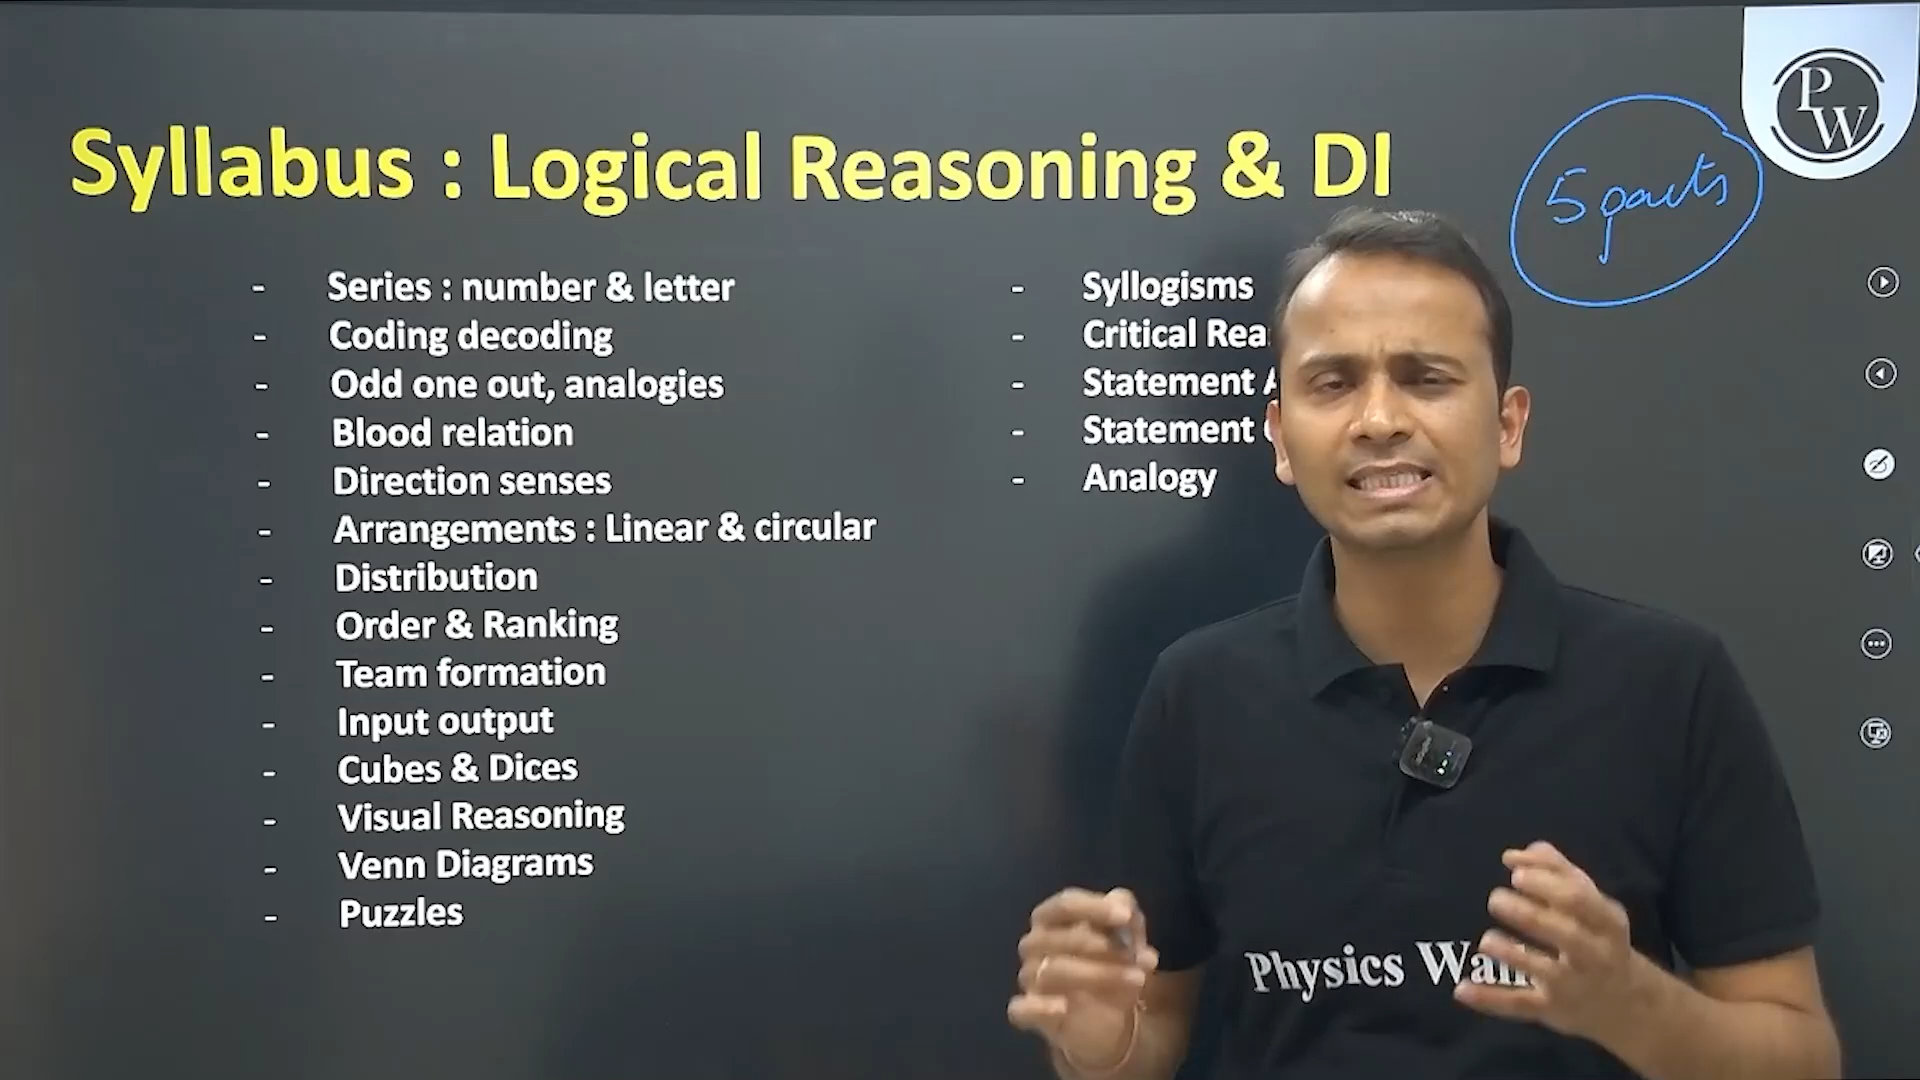 Syllabus : Logical Reasoning & DI
5 parts
- Series : number & letter
- Coding decoding
- Odd one out, analogies
- Blood relation
- Direction senses
- Arrangements : Linear & circular
- Distribution
- Order & Ranking
- Team formation
- Input output
- Cubes & Dices
- Visual Reasoning
- Venn Diagrams
- Puzzles
- Syllogisms
- Critical
- Statement
- Statement
- Analogy
PW
Physics